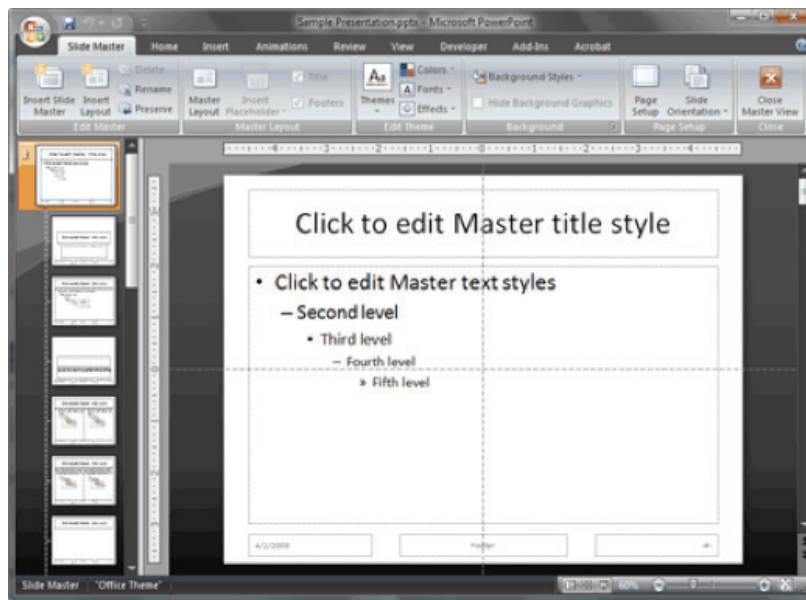 Sample Presentation.pptx - Microsoft PowerPoint
Slide Master Home Insert Animations Review View Developer Add-Ins Acrobat
Delete Title Colors Background Styles
Rename Footers Fonts Hide Background Graphics
Preserve Effects
Insert Slide Master
Insert Layout
Master Layout
Insert Placeholder
Themes
Page Setup
Slide Orientation
Close Master View
Edit Master Master Layout Edit Theme Background Page Setup Close
Click to edit Master title style
• Click to edit Master text styles
– Second level
• Third level
– Fourth level
» Fifth level
4/2/2008 Footer
Slide Master "Office Theme" 60%